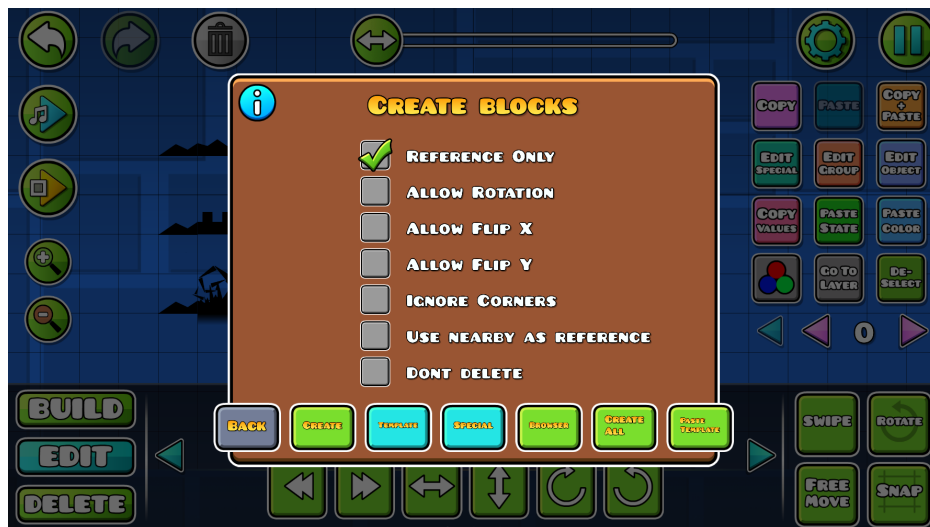 i
CREATE BLOCKS
REFERENCE ONLY
ALLOW ROTATION
ALLOW FLIP X
ALLOW FLIP Y
IGNORE CORNERS
USE NEARBY AS REFERENCE
DONT DELETE
BACK
CREATE
TEMPLATE
SPECIAL
BROWSER
CREATE
ALL
PASTE
TEMPLATE
COPY
PASTE
COPY
+
PASTE
EDIT
SPECIAL
EDIT
GROUP
EDIT
OBJECT
COPY
VALUES
PASTE
STATE
PASTE
COLOR
GO TO
LAYER
DE-
SELECT
0
BUILD
EDIT
DELETE
SWIPE
ROTATE
FREE
MOVE
SNAP